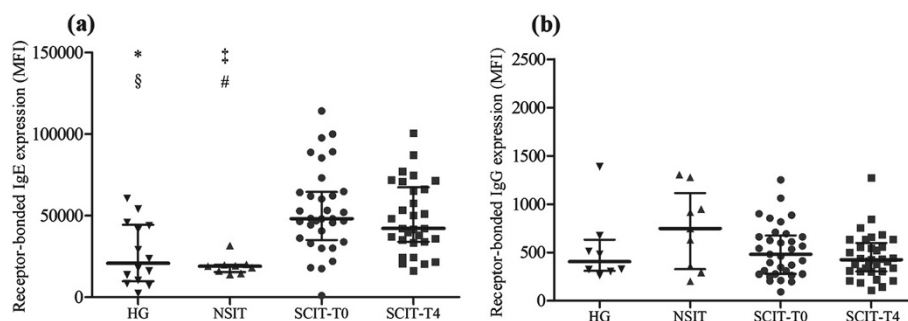 (a)
Receptor-bonded IgE expression (MFI)
150000
100000
50000
0
*
§
‡
#
HG
NSIT
SCIT-T0
SCIT-T4
(b)
Receptor-bonded IgG expression (MFI)
2500
2000
1500
1000
500
0
HG
NSIT
SCIT-T0
SCIT-T4